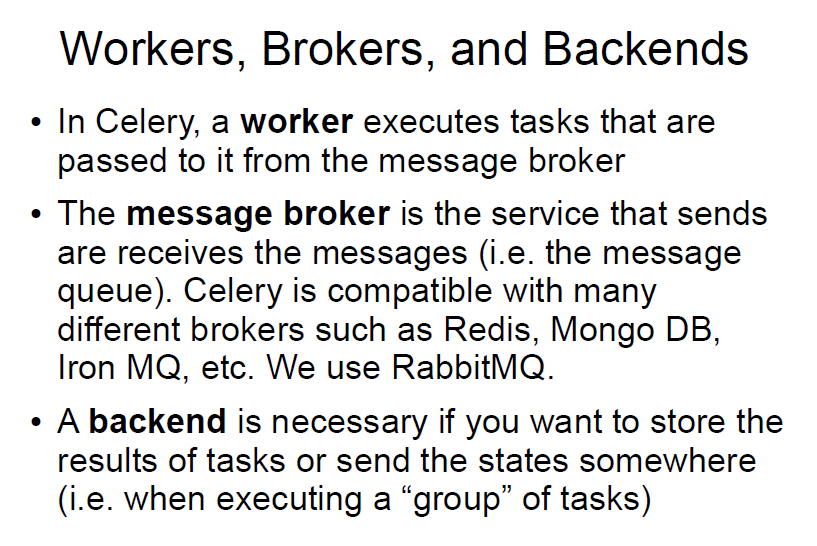 Workers, Brokers, and Backends
• In Celery, a worker executes tasks that are
passed to it from the message broker
• The message broker is the service that sends
are receives the messages (i.e. the message
queue). Celery is compatible with many
different brokers such as Redis, Mongo DB,
Iron MQ, etc. We use RabbitMQ.
• A backend is necessary if you want to store the
results of tasks or send the states somewhere
(i.e. when executing a “group” of tasks)